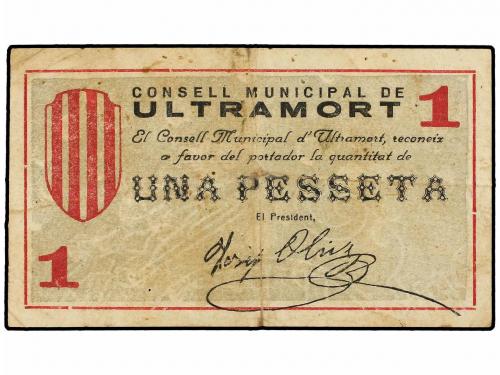 CONSELL MUNICIPAL DE
ULTRAMORT
1
El Consell Municipal d'Ultramort, reconeix
a favor del portador la quantitat de
UNA PESSETA
El President,
1